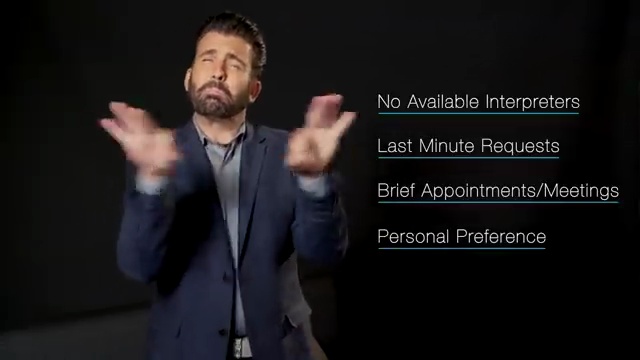 No Available Interpreters
Last Minute Requests
Brief Appointments/Meetings
Personal Preference